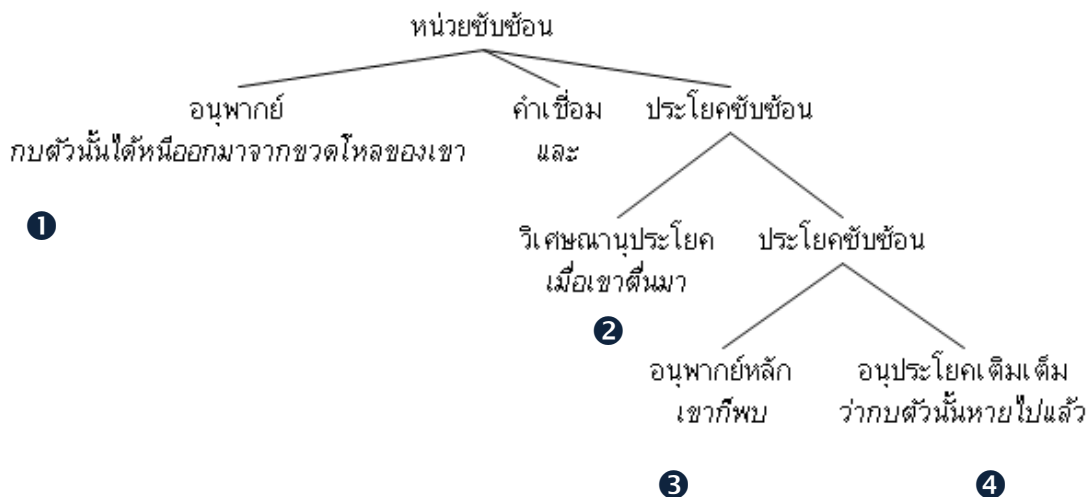 หน่วยซับซ้อน
อนุพากย์ คำเชื่อม ประโยคซับซ้อน
กบตัวนั้นได้หนีออกมาจากขวดโหลของเขา และ
❶
วิเศษณานุประโยค ประโยคซับซ้อน
เมื่อเขาตื่นมา
❷
อนุพากย์หลัก อนุประโยคเติมเต็ม
เขาก็พบ ว่ากบตัวนั้นหายไปแล้ว
❸ ❹